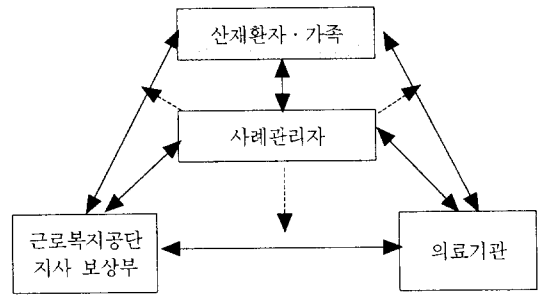 산재환자·가족
사례관리자
근로복지공단
지사 보상부
의료기관